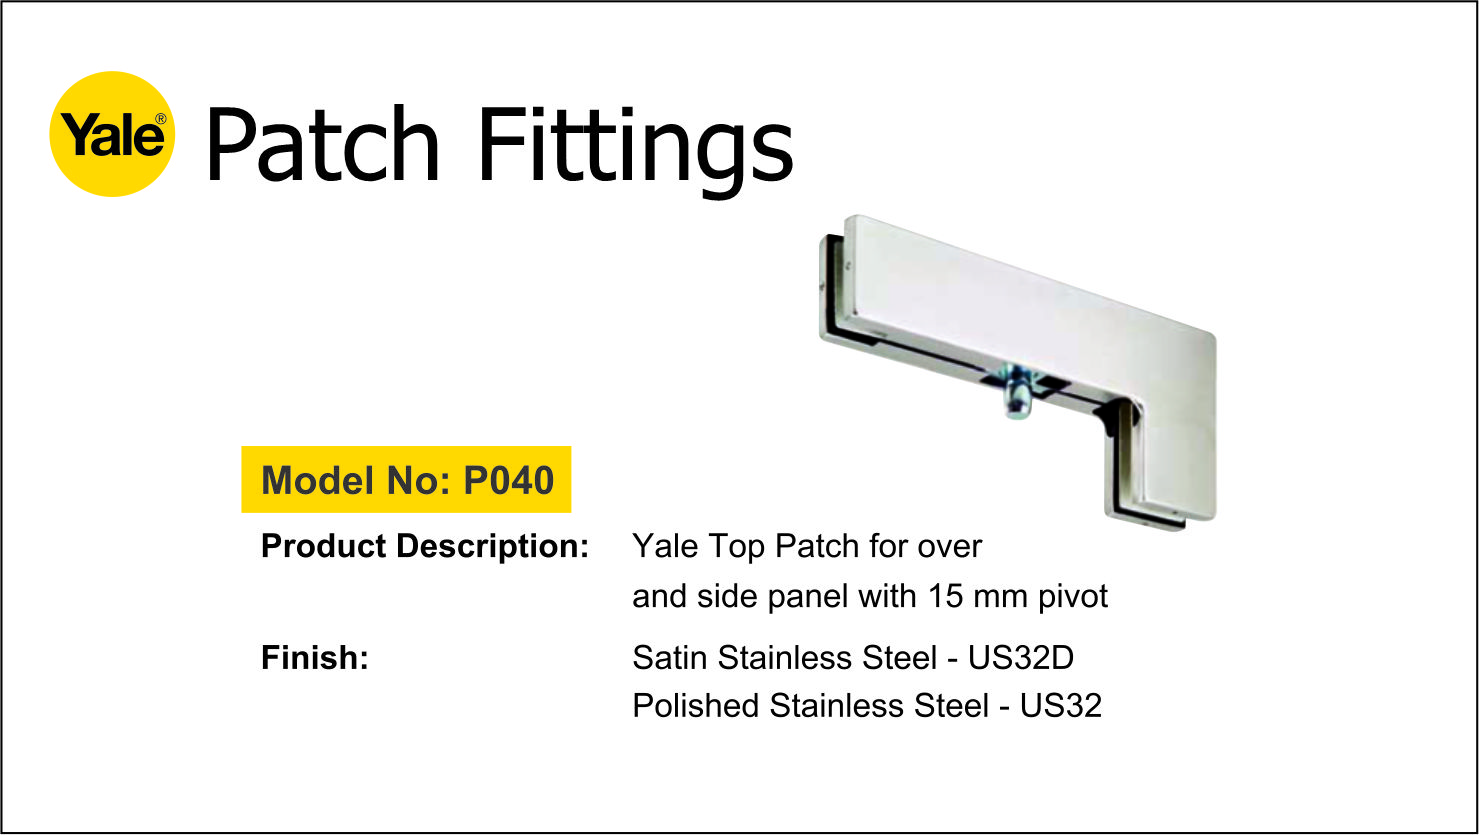 Yale®
Patch Fittings
Model No: P040
Product Description: Yale Top Patch for over
and side panel with 15 mm pivot
Finish: Satin Stainless Steel - US32D
Polished Stainless Steel - US32